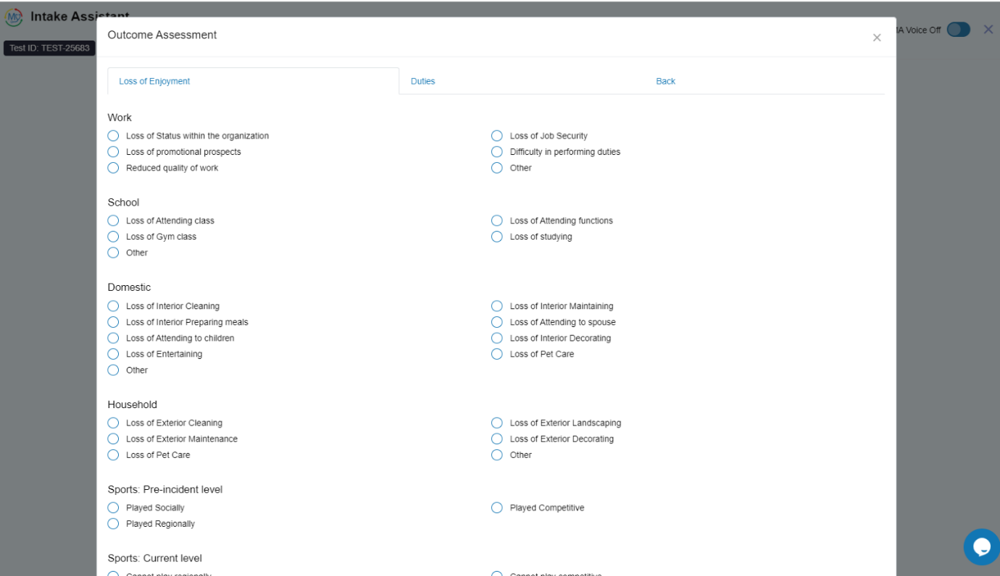 Intake Assistant
MA Voice Off
Test ID: TEST-25683
Outcome Assessment
Loss of Enjoyment
Duties
Back
Work
Loss of Status within the organization
Loss of Job Security
Loss of promotional prospects
Difficulty in performing duties
Reduced quality of work
Other
School
Loss of Attending class
Loss of Attending functions
Loss of Gym class
Loss of studying
Other
Domestic
Loss of Interior Cleaning
Loss of Interior Maintaining
Loss of Interior Preparing meals
Loss of Attending to spouse
Loss of Attending to children
Loss of Interior Decorating
Loss of Entertaining
Loss of Pet Care
Other
Household
Loss of Exterior Cleaning
Loss of Exterior Landscaping
Loss of Exterior Maintenance
Loss of Exterior Decorating
Loss of Pet Care
Other
Sports: Pre-incident level
Played Socially
Played Competitive
Played Regionally
Sports: Current level
Cannot play regionally
Cannot play competitive